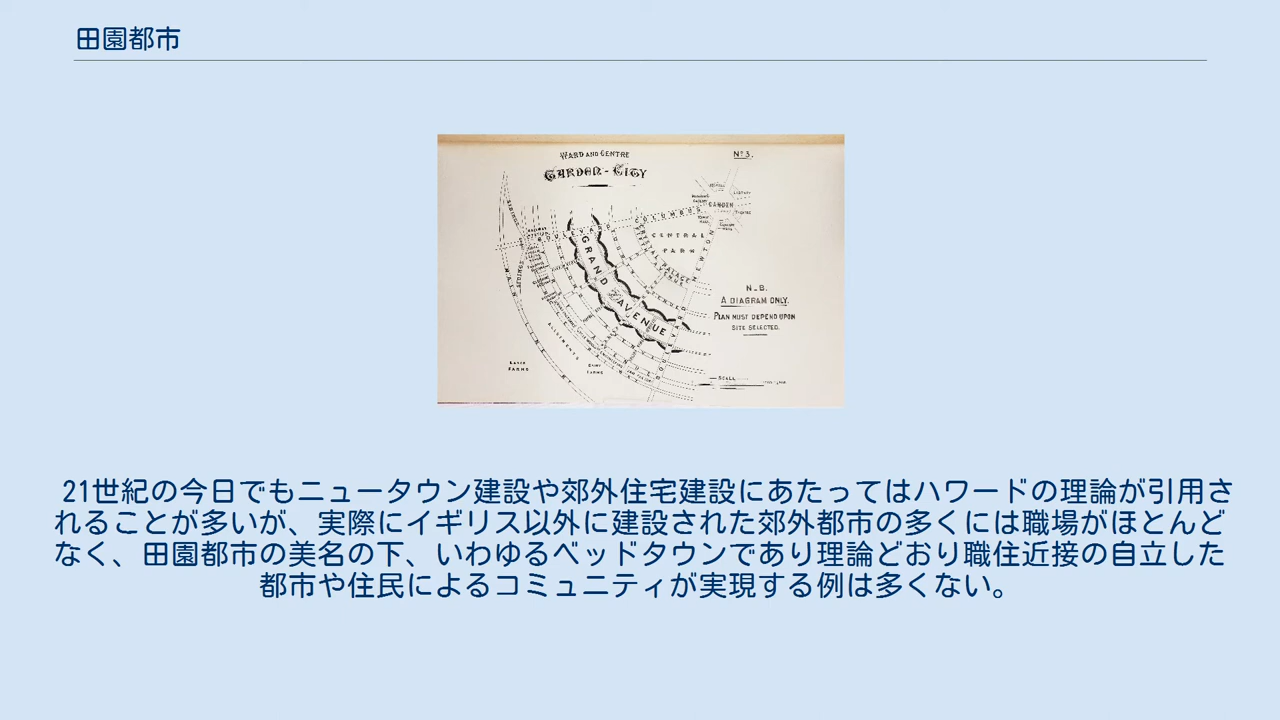 田園都市
WARD AND CENTRE
GARDEN-CITY
Nº 3.
COLUMBUS
GARDEN
CENTRAL
PARK
NEWTON
GRAND AVENUE
N.B.
A DIAGRAM ONLY.
PLAN MUST DEPEND UPON
SITE SELECTED.
ALLOTMENTS
DAIRY
FARMS
SCALE
21世紀の今日でもニュータウン建設や郊外住宅建設にあたってはハワードの理論が引用さ
れることが多いが、実際にイギリス以外に建設された郊外都市の多くには職場がほとんど
なく、田園都市の美名の下、いわゆるベッドタウンであり理論どおり職住近接の自立した
都市や住民によるコミュニティが実現する例は多くない。